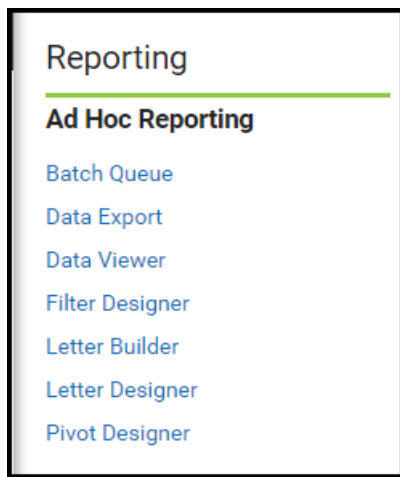 Reporting
Ad Hoc Reporting
Batch Queue
Data Export
Data Viewer
Filter Designer
Letter Builder
Letter Designer
Pivot Designer